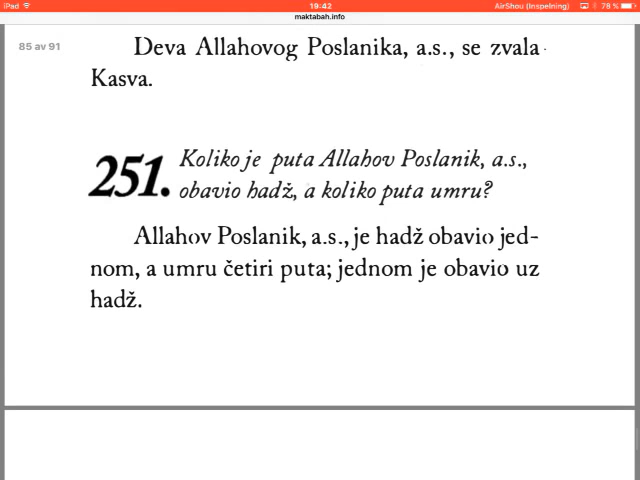 iPad 19:42 AirShou (Inspelning) 78 %
maktabah.info
85 av 91
Deva Allahovog Poslanika, a.s., se zvala
Kasva.
251. Koliko je puta Allahov Poslanik, a.s.,
obavio hadž, a koliko puta umru?
Allahov Poslanik, a.s., je hadž obavio jed-
nom, a umru četiri puta; jednom je obavio uz
hadž.